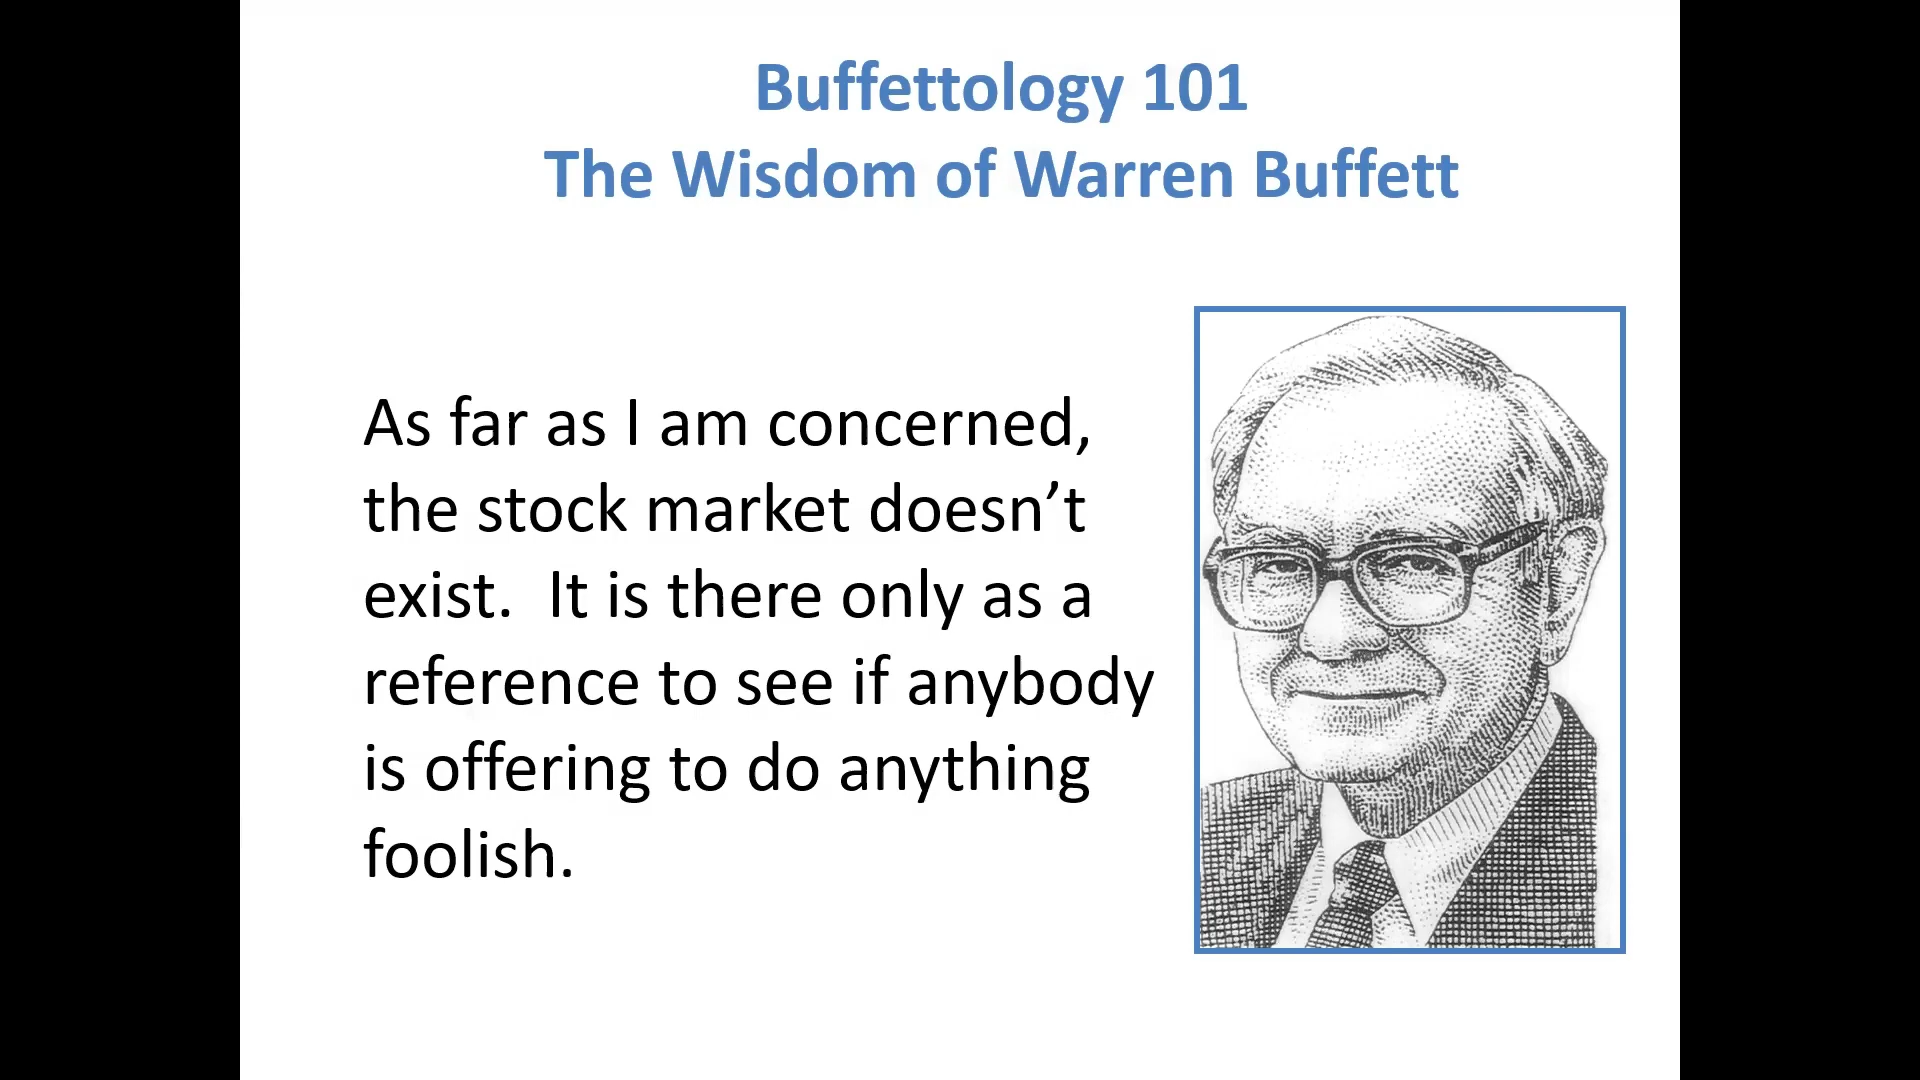 Buffettology 101
The Wisdom of Warren Buffett
As far as I am concerned,
the stock market doesn’t
exist.  It is there only as a
reference to see if anybody
is offering to do anything
foolish.